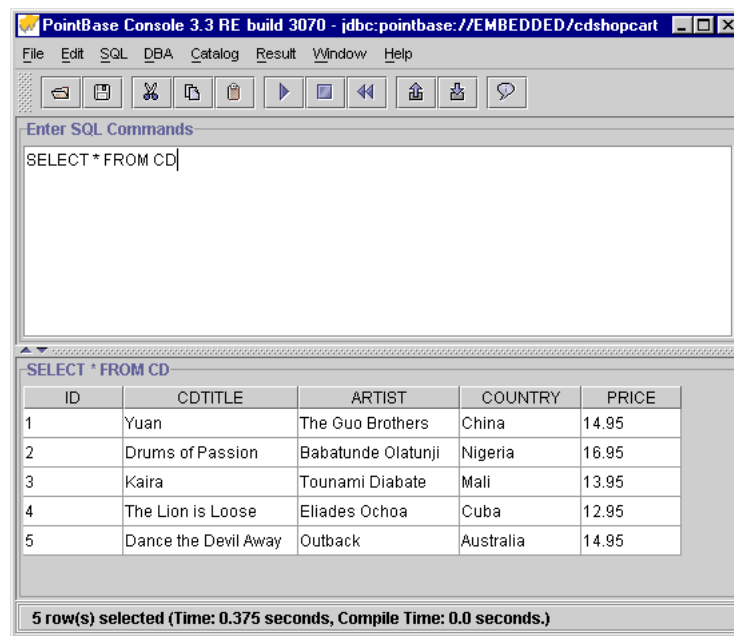 PointBase Console 3.3 RE build 3070 - jdbc:pointbase://EMBEDDED/cdshopcart
File Edit SQL DBA Catalog Result Window Help
Enter SQL Commands
SELECT * FROM CD
SELECT * FROM CD
ID CDTITLE ARTIST COUNTRY PRICE
1 Yuan The Guo Brothers China 14.95
2 Drums of Passion Babatunde Olatunji Nigeria 16.95
3 Kaira Tounami Diabate Mali 13.95
4 The Lion is Loose Eliades Ochoa Cuba 12.95
5 Dance the Devil Away Outback Australia 14.95
5 row(s) selected (Time: 0.375 seconds, Compile Time: 0.0 seconds.)